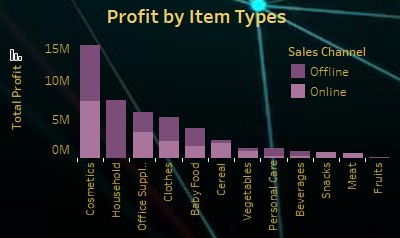 Profit by Item Types
Sales Channel
Offline
Online
Total Profit
15M
10M
5M
0M
Cosmetics
Household
Office Suppl..
Clothes
Baby Food
Cereal
Vegetables
Personal Care
Beverages
Snacks
Meat
Fruits